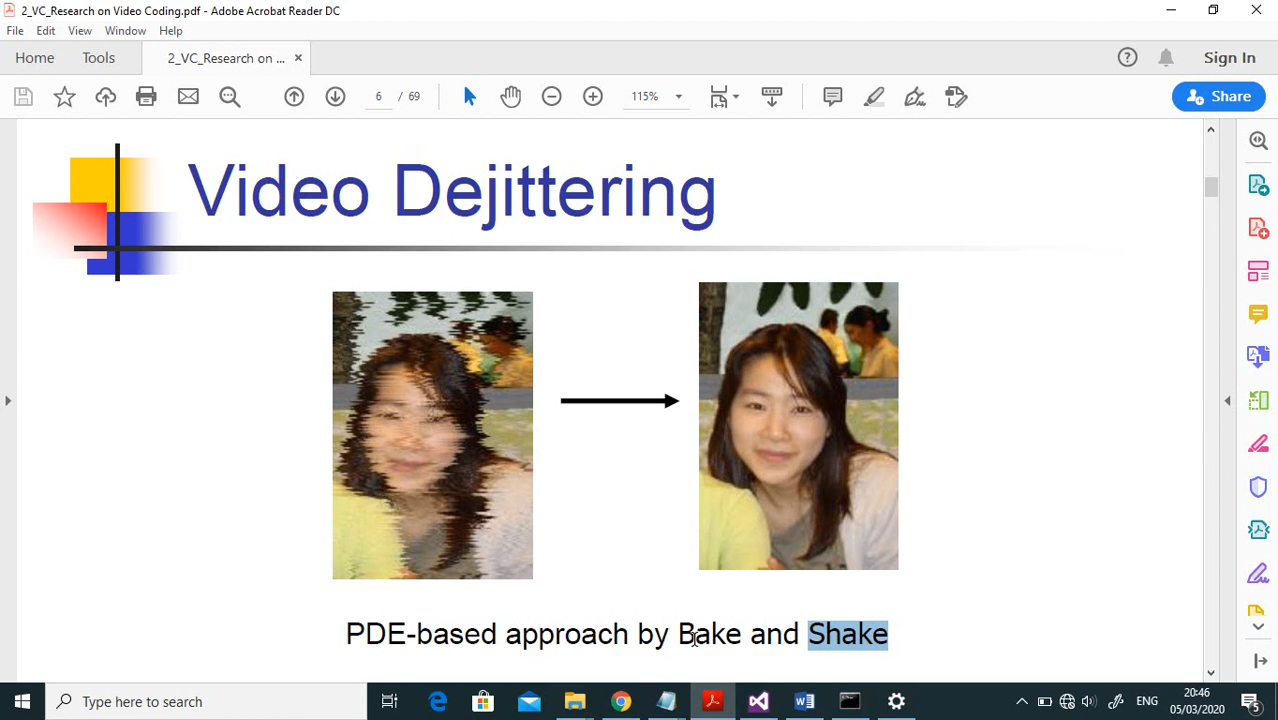 2_VC_Research on Video Coding.pdf - Adobe Acrobat Reader DC
File Edit View Window Help
Home Tools 2_VC_Research on ... × Sign In
6 / 69 115% Share
Video Dejittering
PDE-based approach by Bake and Shake
Type here to search
ENG
20:46
05/03/2020
5